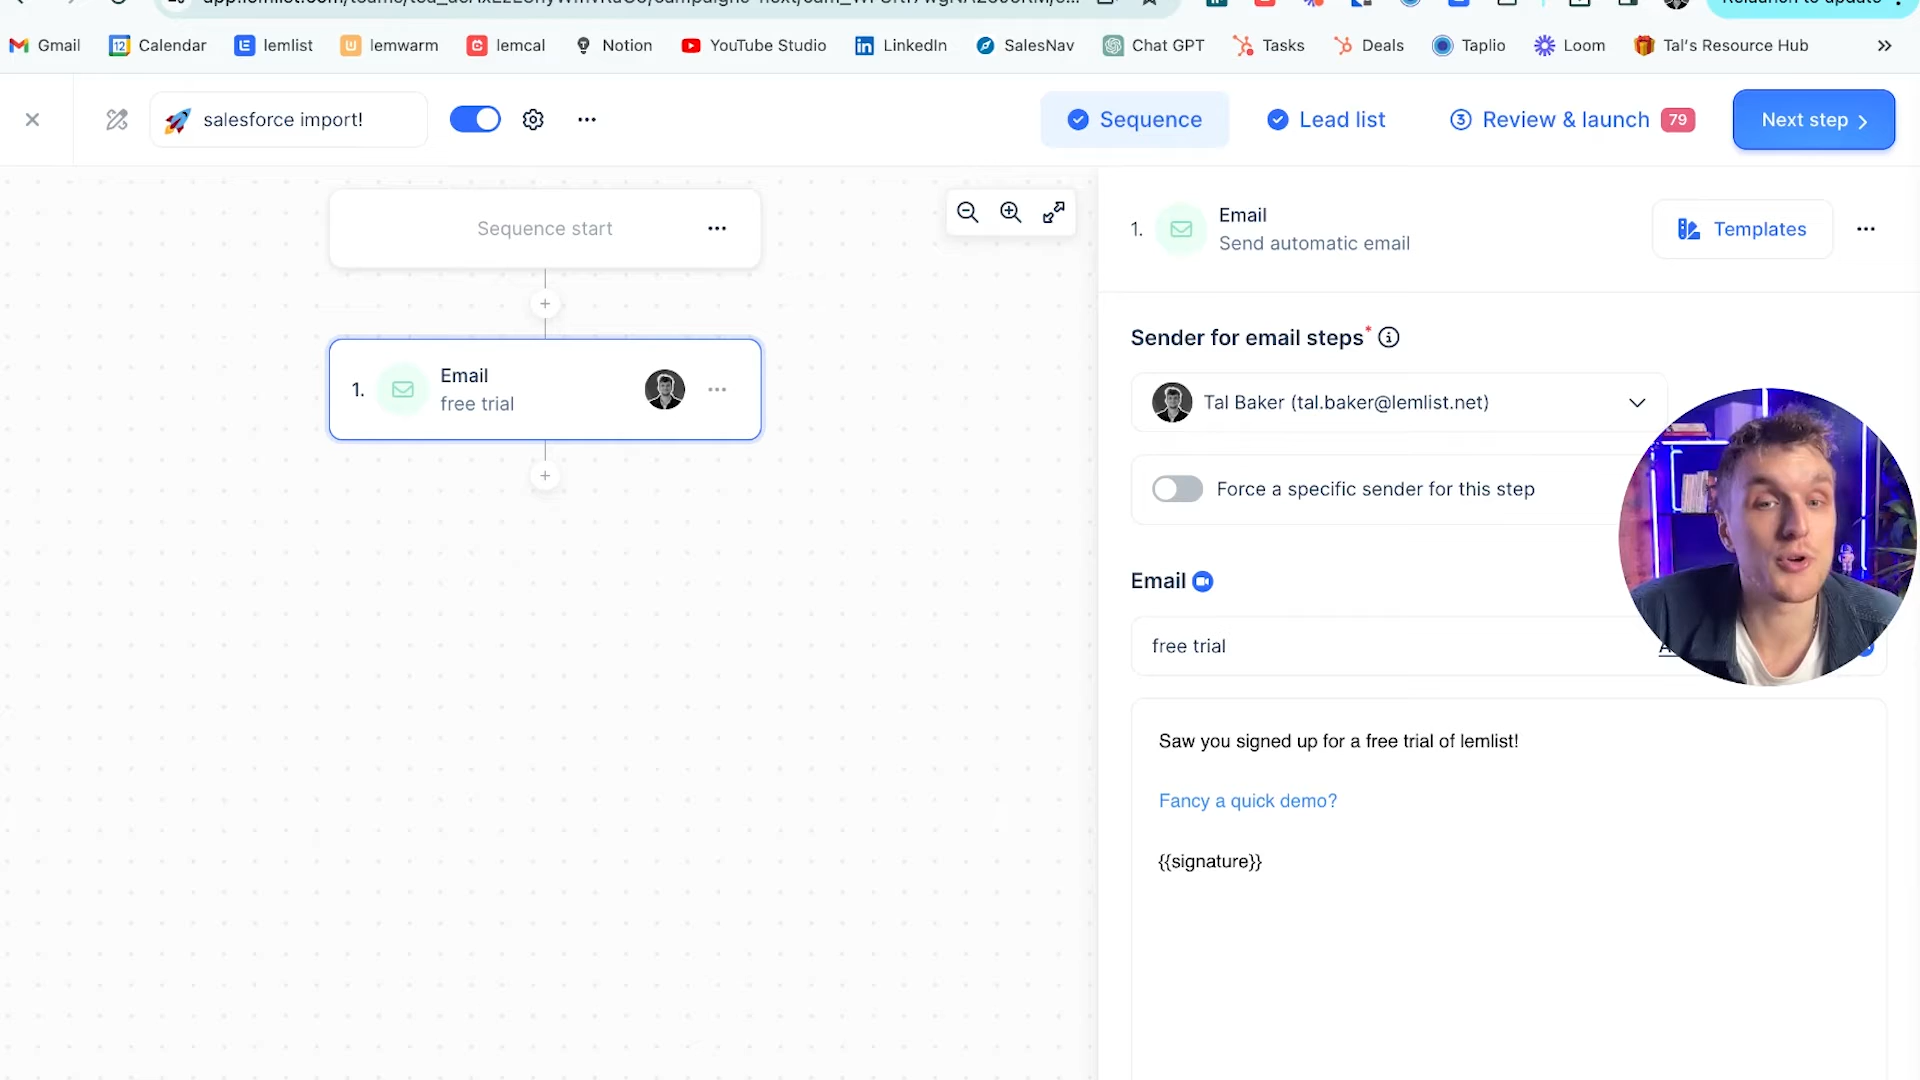 Gmail
12 Calendar
lemlist
lemwarm
lemcal
Notion
YouTube Studio
LinkedIn
SalesNav
Chat GPT
Tasks
Deals
Taplio
Loom
Tal's Resource Hub
salesforce import!
Sequence
Lead list
3 Review & launch 79
Next step
Sequence start
1. Email
free trial
1. Email
Send automatic email
Templates
Sender for email steps*
Tal Baker (tal.baker@lemlist.net)
Force a specific sender for this step
Email
free trial
Saw you signed up for a free trial of lemlist!
Fancy a quick demo?
{{signature}}